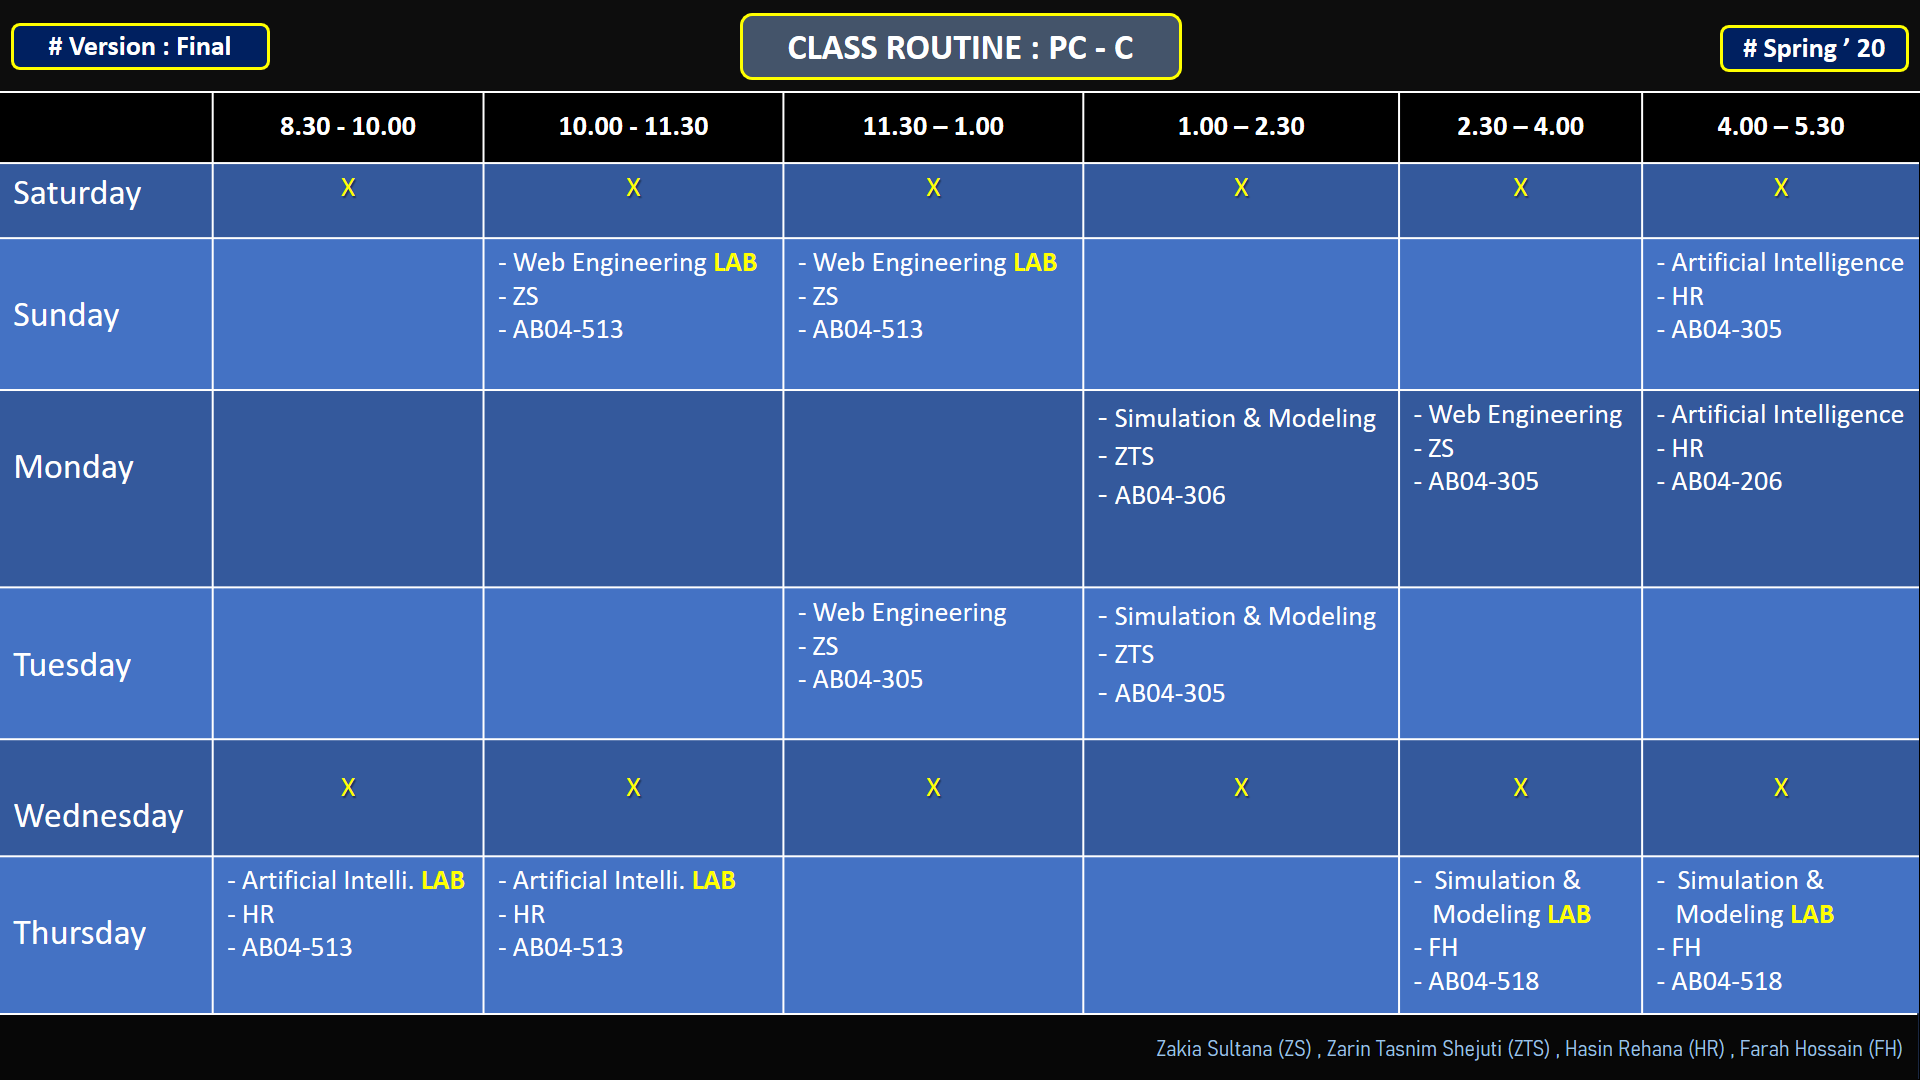 # Version : Final
CLASS ROUTINE : PC - C
# Spring ’ 20
8.30 - 10.00
10.00 - 11.30
11.30 – 1.00
1.00 – 2.30
2.30 – 4.00
4.00 – 5.30
Saturday
X
X
X
X
X
X
Sunday
- Web Engineering LAB
- ZS
- AB04-513
- Web Engineering LAB
- ZS
- AB04-513
- Artificial Intelligence
- HR
- AB04-305
Monday
- Simulation & Modeling
- ZTS
- AB04-306
- Web Engineering
- ZS
- AB04-305
- Artificial Intelligence
- HR
- AB04-206
Tuesday
- Web Engineering
- ZS
- AB04-305
- Simulation & Modeling
- ZTS
- AB04-305
Wednesday
X
X
X
X
X
X
Thursday
- Artificial Intelli. LAB
- HR
- AB04-513
- Artificial Intelli. LAB
- HR
- AB04-513
- Simulation &
Modeling LAB
- FH
- AB04-518
- Simulation &
Modeling LAB
- FH
- AB04-518
Zakia Sultana (ZS) , Zarin Tasnim Shejuti (ZTS) , Hasin Rehana (HR) , Farah Hossain (FH)